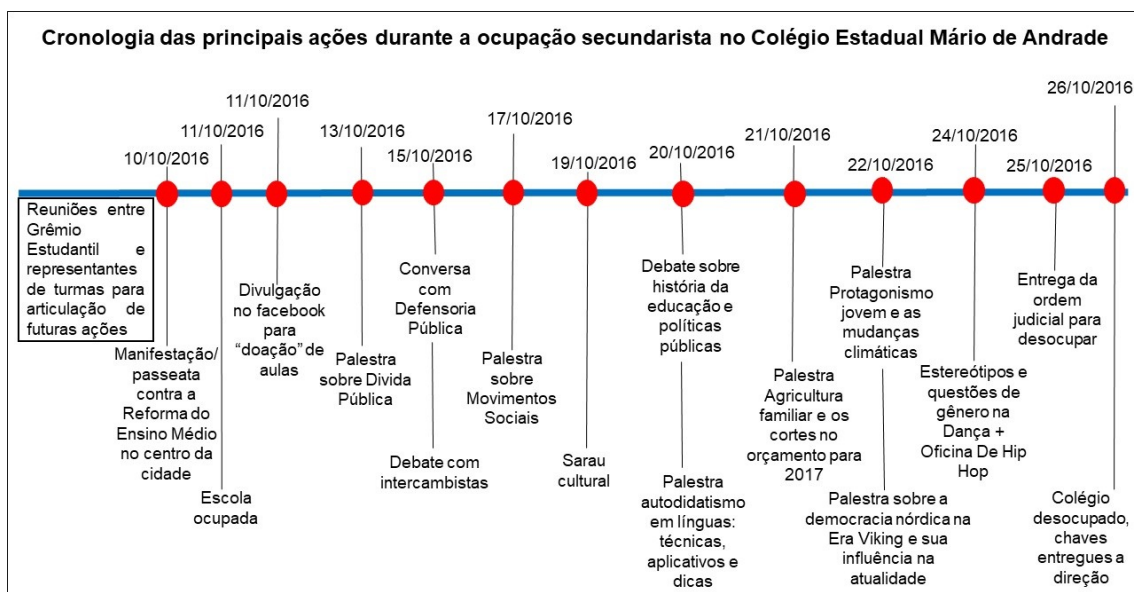 Cronologia das principais ações durante a ocupação secundarista no Colégio Estadual Mário de Andrade
10/10/2016
11/10/2016
11/10/2016
13/10/2016
15/10/2016
17/10/2016
19/10/2016
20/10/2016
21/10/2016
22/10/2016
24/10/2016
25/10/2016
26/10/2016
Reuniões entre
Grêmio
Estudantil e
representantes
de turmas para
articulação de
futuras ações
Manifestação/
passeata
contra a
Reforma do
Ensino Médio
no centro da
cidade
Escola
ocupada
Divulgação
no facebook
para
“doação” de
aulas
Palestra
sobre Divida
Pública
Conversa
com
Defensoria
Pública
Debate com
intercambistas
Palestra
sobre
Movimentos
Sociais
Sarau
cultural
Debate sobre
história da
educação e
políticas
públicas
Palestra
autodidatismo
em línguas:
técnicas,
aplicativos e
dicas
Palestra
Agricultura
familiar e os
cortes no
orçamento para
2017
Palestra
Protagonismo
jovem e as
mudanças
climáticas
Palestra sobre a
democracia nórdica na
Era Viking e sua
influência na
atualidade
Estereótipos e
questões de
gênero na
Dança +
Oficina De Hip
Hop
Entrega da
ordem
judicial para
desocupar
Colégio
desocupado,
chaves
entregues a
direção